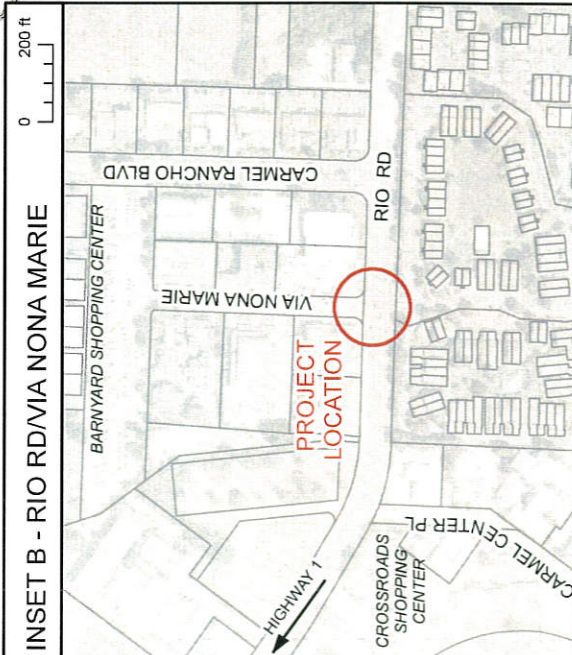 INSET B - RIO RD/VIA NONA MARIE
0 200 ft
BARNYARD SHOPPING CENTER
CARMEL RANCHO BLVD
VIA NONA MARIE
RIO RD
PROJECT
LOCATION
HIGHWAY 1
CROSSROADS
SHOPPING
CENTER
CARMEL CENTER PL